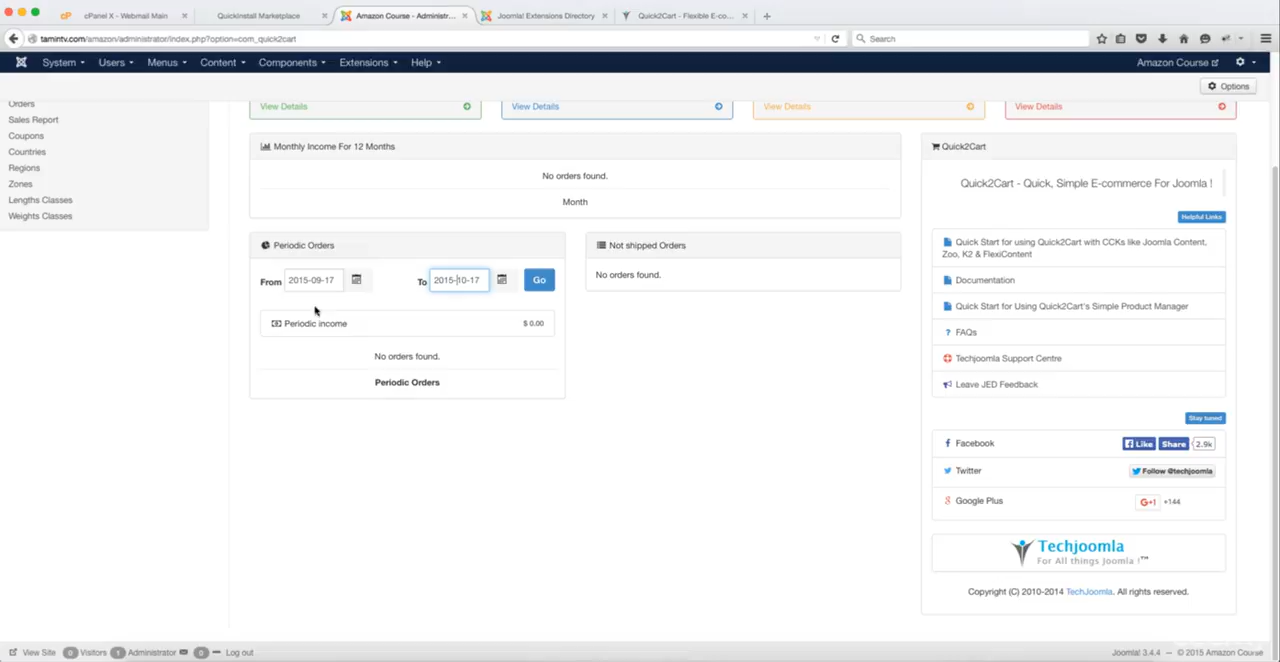 cPanel X - Webmail Main
QuickInstall Marketplace
Amazon Course - Administr...
Joomla! Extensions Directory
Quick2Cart - Flexible E-co...
tamintv.com/amazon/administrator/index.php?option=com_quick2cart
Search
System Users Menus Content Components Extensions Help
Amazon Course
Options
Orders
Sales Report
Coupons
Countries
Regions
Zones
Lengths Classes
Weights Classes
View Details
View Details
View Details
View Details
Monthly Income For 12 Months
No orders found.
Month
Periodic Orders
From 2015-09-17 To 2015-10-17 Go
Periodic income $ 0.00
No orders found.
Periodic Orders
Not shipped Orders
No orders found.
Quick2Cart
Quick2Cart - Quick, Simple E-commerce For Joomla !
Helpful Links
Quick Start for using Quick2Cart with CCKs like Joomla Content,
Zoo, K2 & FlexiContent
Documentation
Quick Start for Using Quick2Cart's Simple Product Manager
? FAQs
Techjoomla Support Centre
Leave JED Feedback
Stay tuned
Facebook Like Share 2.9k
Twitter Follow @techjoomla
Google Plus G+1 +144
Techjoomla
For All things Joomla !™
Copyright (C) 2010-2014 TechJoomla. All rights reserved.
View Site 0 Visitors 1 Administrator 0 Log out
Joomla! 3.4.4 — © 2015 Amazon Course